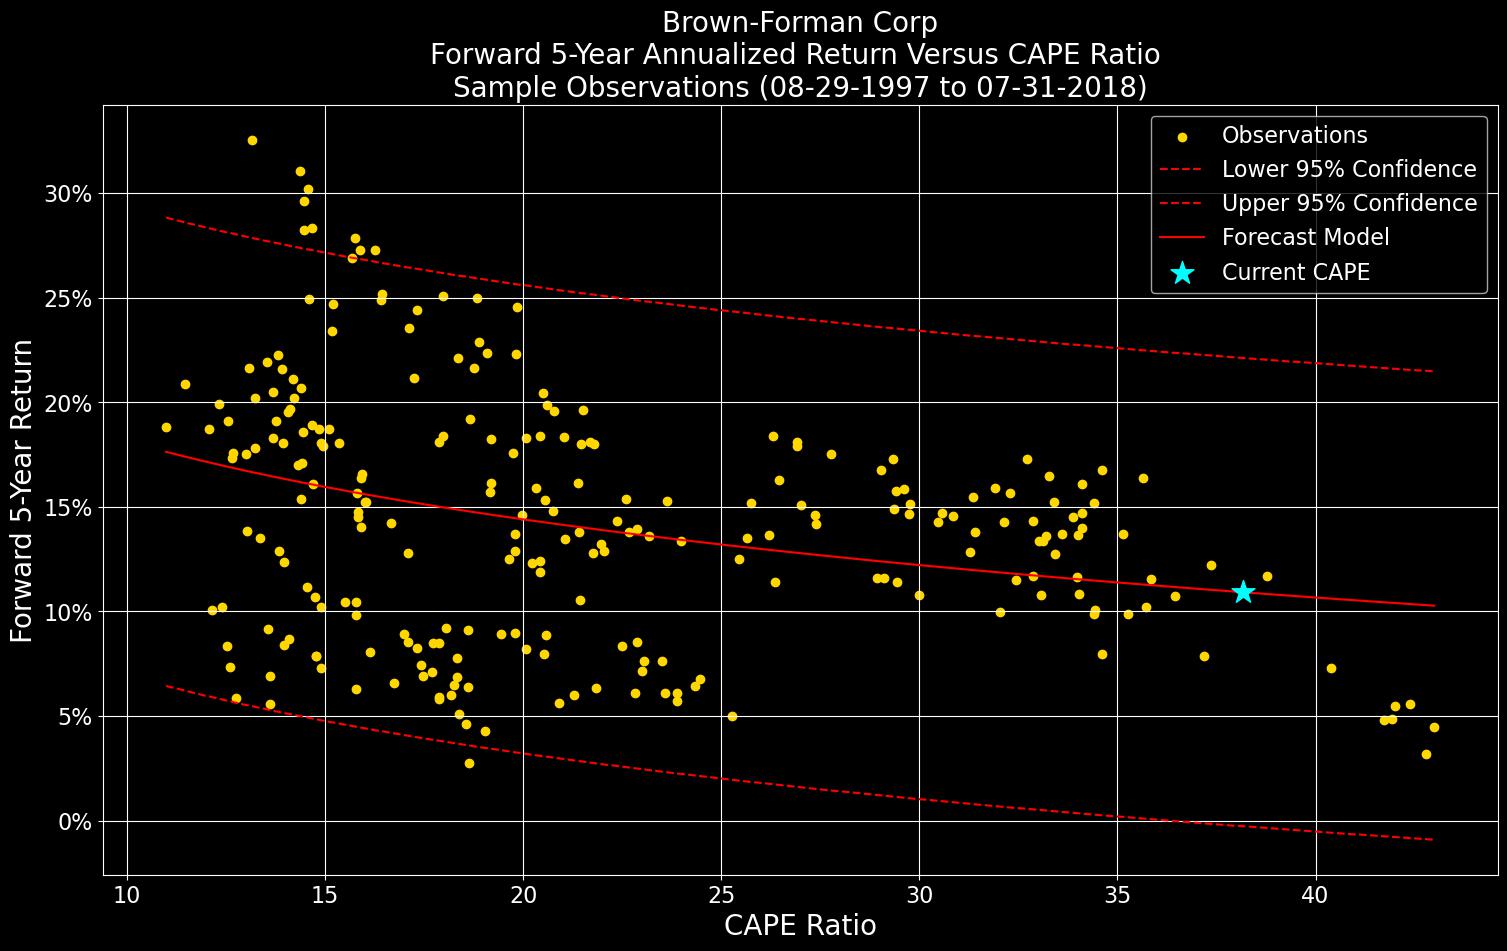 Brown-Forman Corp
Forward 5-Year Annualized Return Versus CAPE Ratio
Sample Observations (08-29-1997 to 07-31-2018)
Observations
Lower 95% Confidence
Upper 95% Confidence
Forecast Model
Current CAPE
Forward 5-Year Return
30%
25%
20%
15%
10%
5%
0%
10 15 20 25 30 35 40
CAPE Ratio